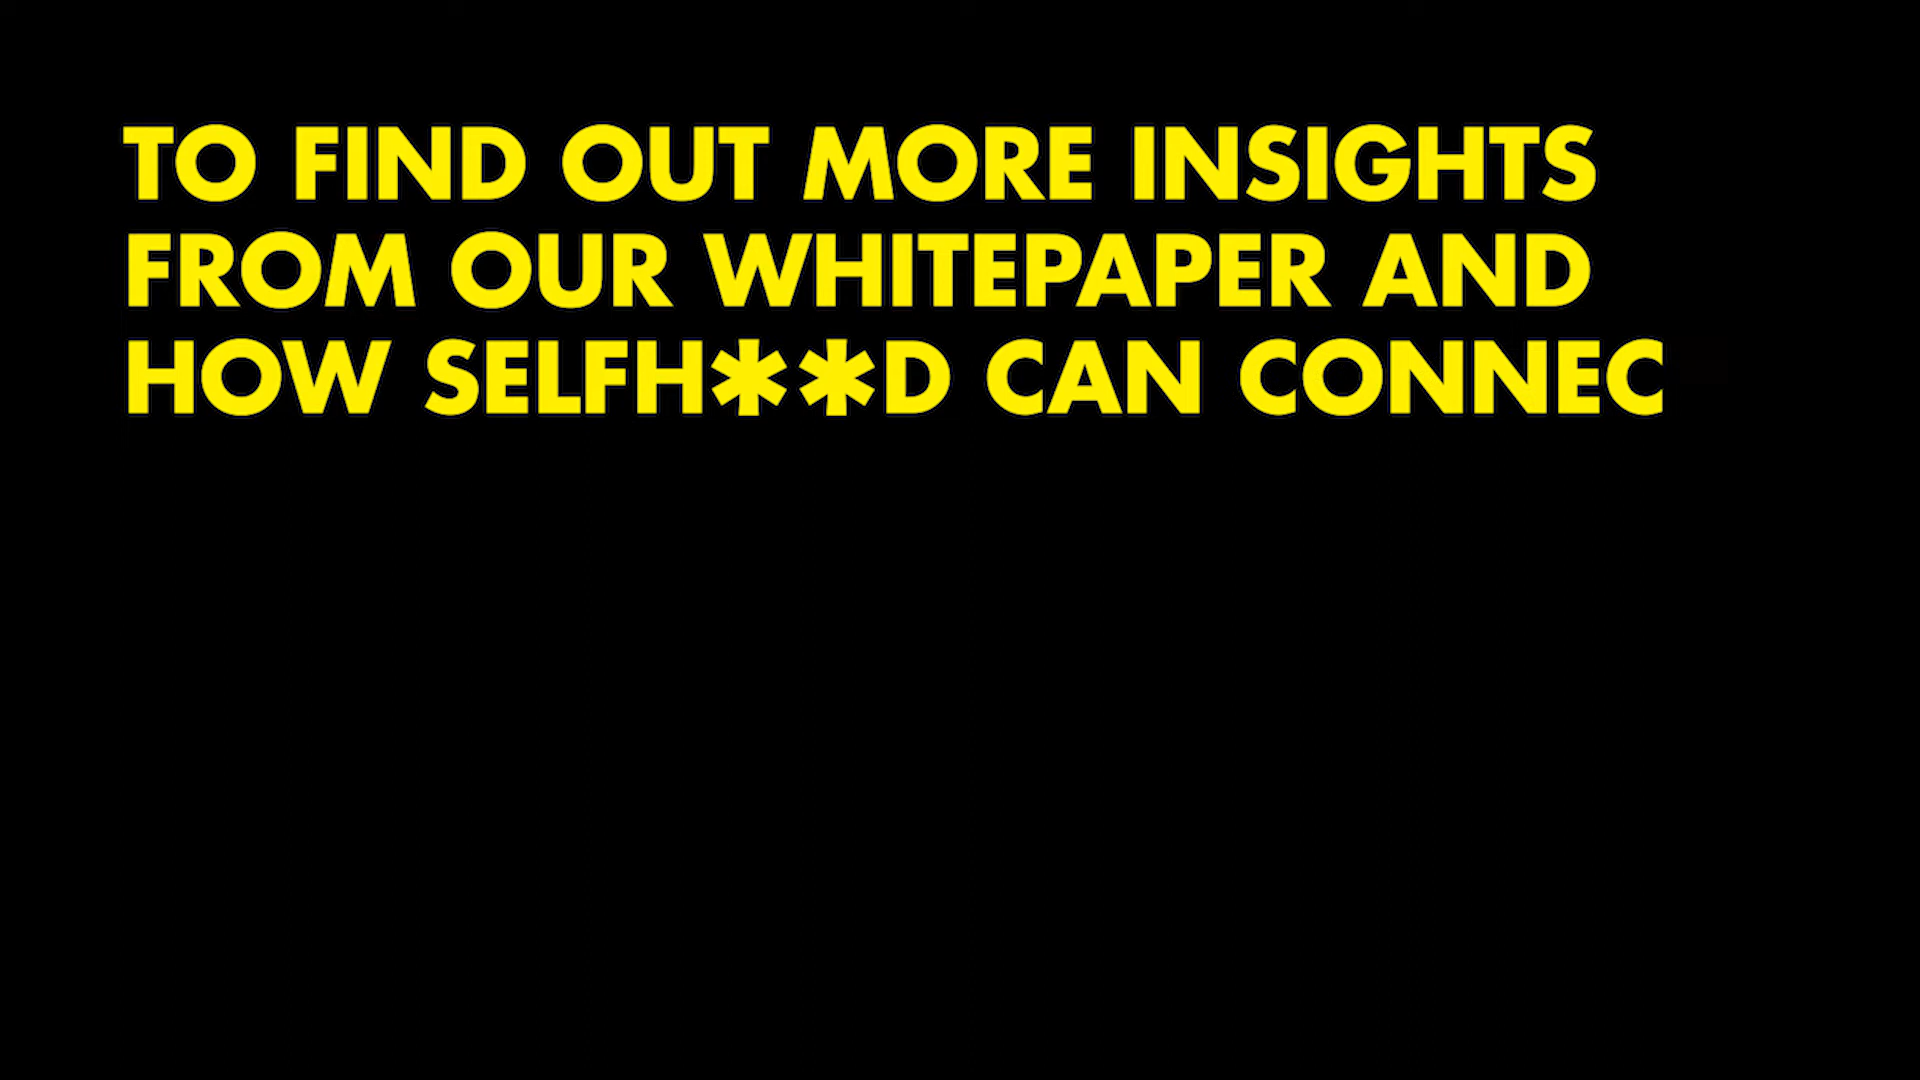 TO FIND OUT MORE INSIGHTS
FROM OUR WHITEPAPER AND
HOW SELFH**D CAN CONNEC